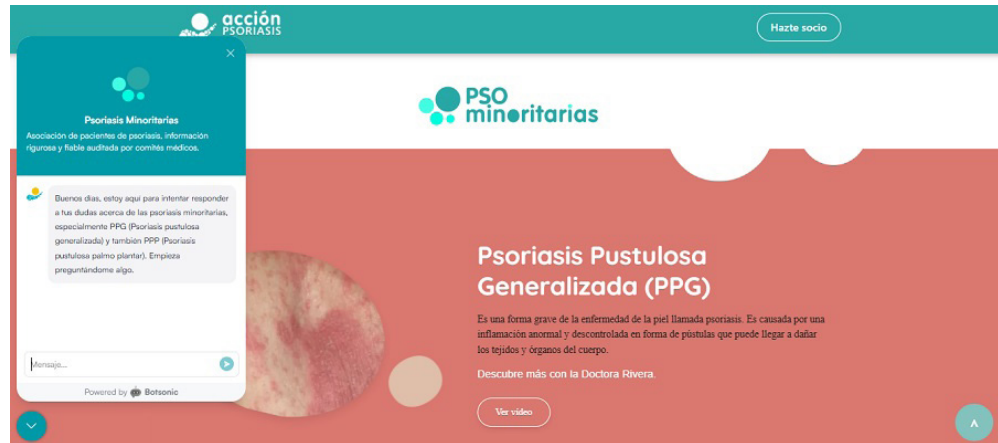 acción
PSORIASIS
Hazte socio
Psoriasis Minoritarias
Asociación de pacientes de psoriasis, información
rigurosa y fiable auditada por comités médicos.
Buenos días, estoy aquí para intentar responder
a tus dudas acerca de las psoriasis minoritarias,
especialmente PPG (Psoriasis pustulosa
generalizada) y también PPP (Psoriasis
pustulosa palmo plantar). Empieza
preguntándome algo.
Mensaje...
Powered by Botsonic
PSO
minoritarias
Psoriasis Pustulosa
Generalizada (PPG)
Es una forma grave de la enfermedad de la piel llamada psoriasis. Es causada por una
inflamación anormal y descontrolada en forma de pústulas que puede llegar a dañar
los tejidos y órganos del cuerpo.
Descubre más con la Doctora Rivera.
Ver vídeo